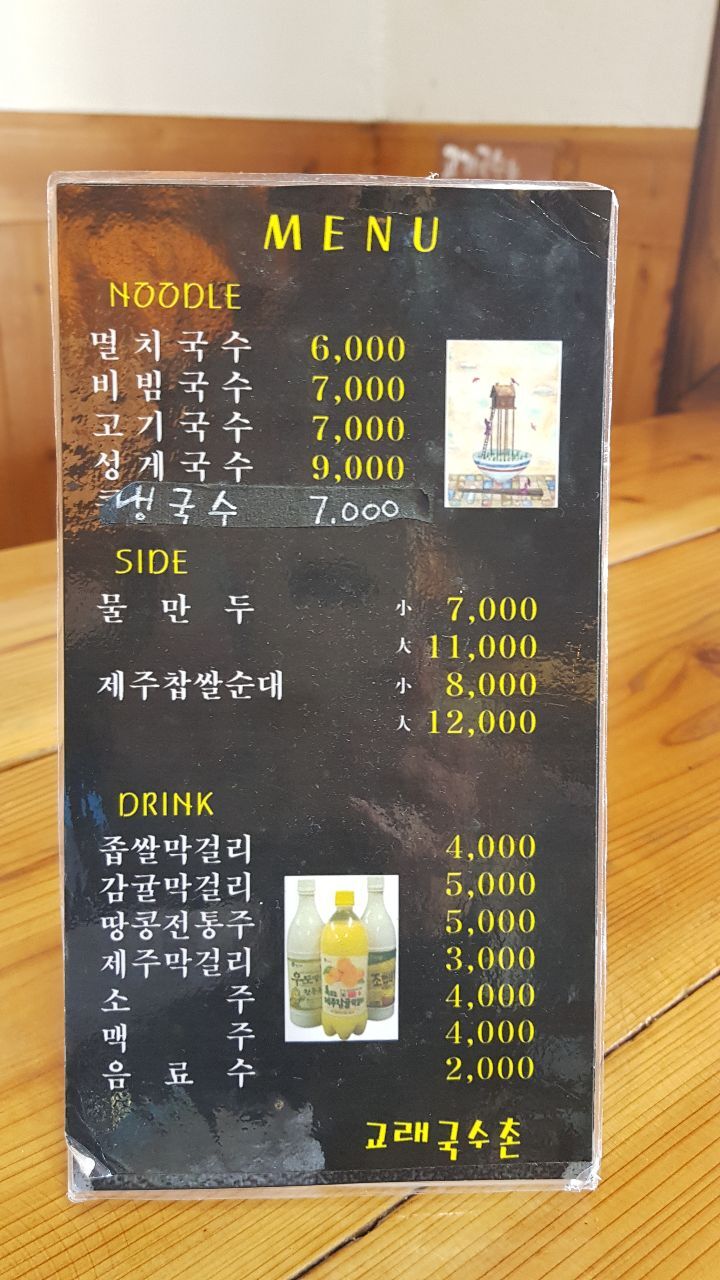 MENU
NOODLE
멸치국수 6,000
비빔국수 7,000
고기국수 7,000
성게국수 9,000
냉국수 7.000
SIDE
물만두 小 7,000
大 11,000
제주찹쌀순대 小 8,000
大 12,000
DRINK
좁쌀막걸리 4,000
감귤막걸리 5,000
땅콩전통주 5,000
제주막걸리 3,000
소주 4,000
맥주 4,000
음료수 2,000
고래국수촌